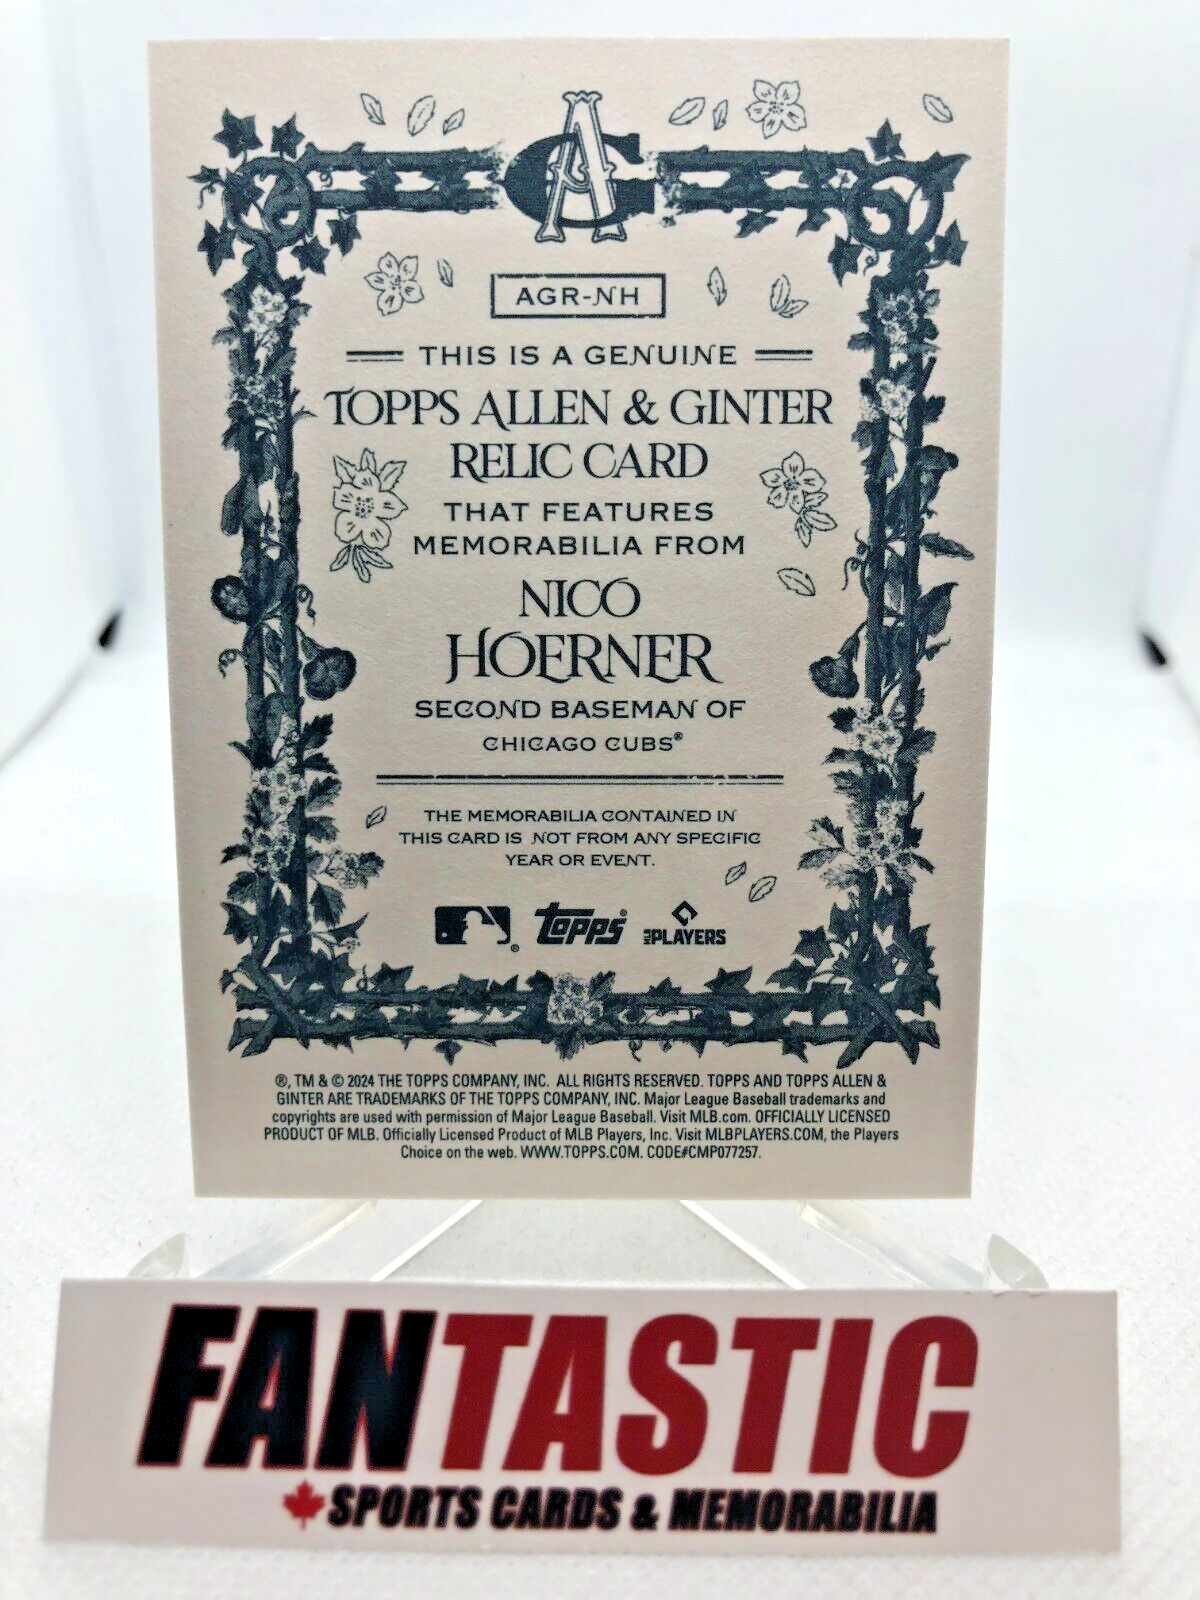 AG
AGR-NH
THIS IS A GENUINE
TOPPS ALLEN & GINTER
RELIC CARD
THAT FEATURES
MEMORABILIA FROM
NICO
HOERNER
SECOND BASEMAN OF
CHICAGO CUBS®
THE MEMORABILIA CONTAINED IN
THIS CARD IS NOT FROM ANY SPECIFIC
YEAR OR EVENT.
® topps® MLB PLAYERS
®, TM & © 2024 THE TOPPS COMPANY, INC. ALL RIGHTS RESERVED. TOPPS AND TOPPS ALLEN &
GINTER ARE TRADEMARKS OF THE TOPPS COMPANY, INC. Major League Baseball trademarks and
copyrights are used with permission of Major League Baseball. Visit MLB.com. OFFICIALLY LICENSED
PRODUCT OF MLB. Officially Licensed Product of MLB Players, Inc. Visit MLBPLAYERS.COM, the Players
Choice on the web. WWW.TOPPS.COM. CODE#CMP077257.
FANTASTIC
SPORTS CARDS & MEMORABILIA